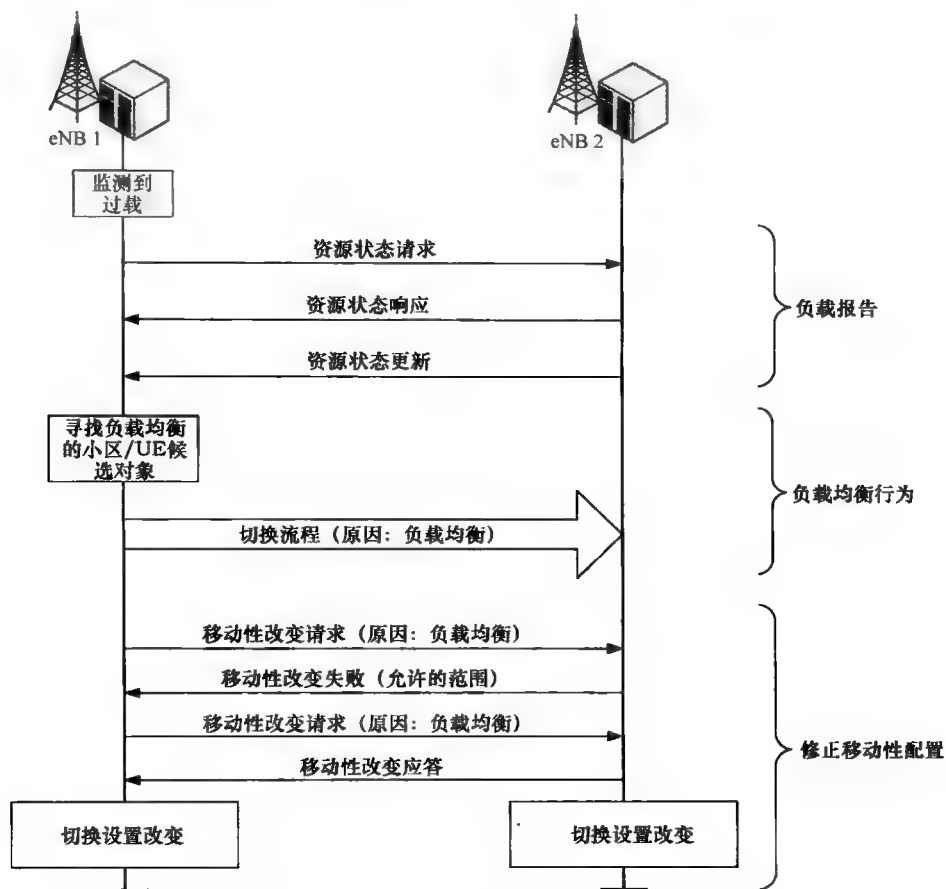 eNB 1
eNB 2
监测到
过载
资源状态请求
资源状态响应
负载报告
资源状态更新
寻找负载均衡
的小区/UE候
选对象
负载均衡行为
切换流程（原因：负载均衡）
移动性改变请求（原因：负载均衡）
移动性改变失败（允许的范围）
移动性改变请求（原因：负载均衡）
修正移动性配置
移动性改变应答
切换设置改变
切换设置改变